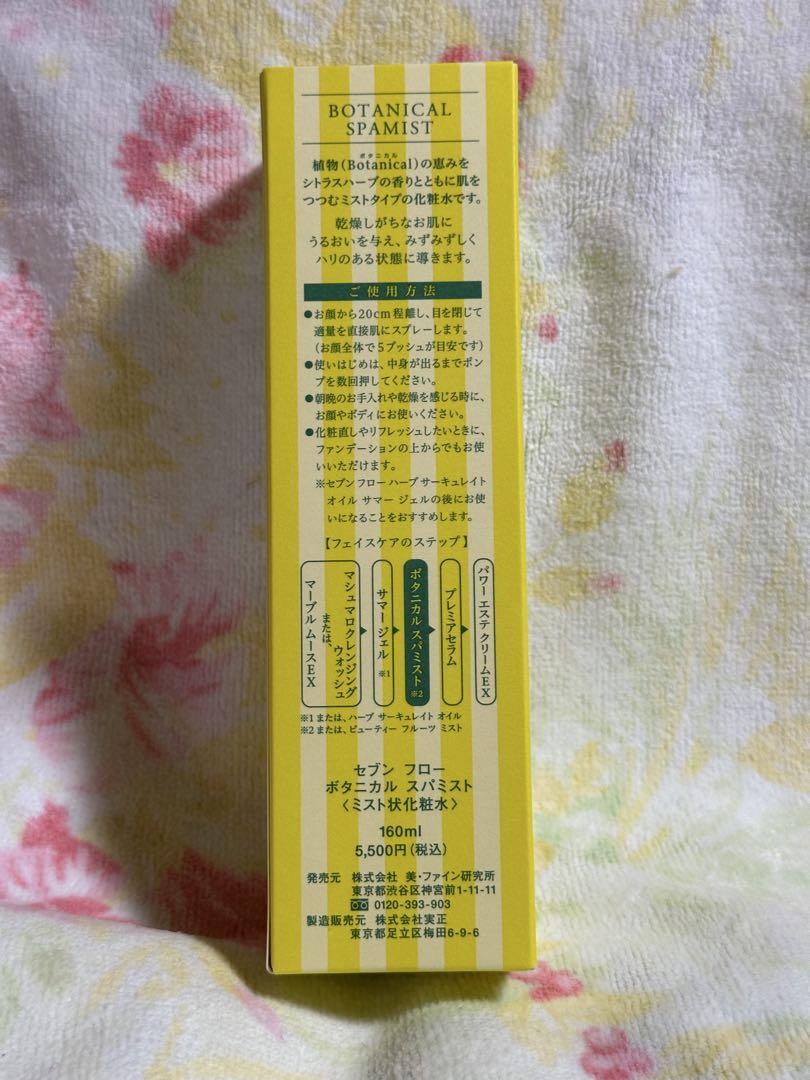 BOTANICAL
SPAMIST
ボタニカル
植物(Botanical)の恵みを
シトラスハーブの香りとともに肌を
つつむミストタイプの化粧水です。
乾燥しがちなお肌に
うるおいを与え、みずみずしく
ハリのある状態に導きます。
ご使用方法
●お顔から20cm程離し、目を閉じて
適量を直接肌にスプレーします。
(お顔全体で5プッシュが目安です)
●使いはじめは、中身が出るまでポン
プを数回押してください。
●朝晩のお手入れや乾燥を感じる時に、
お顔やボディにお使いください。
●化粧直しやリフレッシュしたいときに、
ファンデーションの上からでもお使
いいただけます。
※セブン フロー ハーブ サーキュレイト
オイル サマー ジェルの後にお使
いになることをおすすめします。
【フェイスケアのステップ】
マシュマロクレンジング
ウォッシュ
または、
マーブル ムースEX
サマー ジェル ※1
ボタニカル スパミスト ※2
プレミアセラム
パワー エステ クリームEX
※1 または、ハーブ サーキュレイト オイル
※2 または、ビューティー フルーツ ミスト
セブン フロー
ボタニカル スパミスト
〈ミスト状化粧水〉
160ml
5,500円(税込)
発売元 株式会社 美・ファイン研究所
東京都渋谷区神宮前1-11-11
0120-393-903
製造販売元 株式会社実正
東京都足立区梅田6-9-6